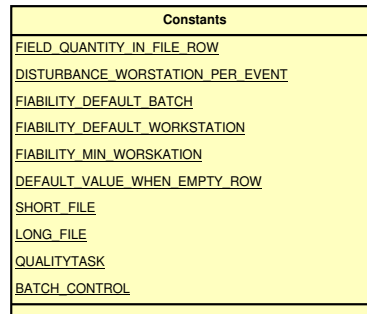 Constants
FIELD_QUANTITY_IN_FILE_ROW
DISTURBANCE_WORSTATION_PER_EVENT
FIABILITY_DEFAULT_BATCH
FIABILITY_DEFAULT_WORKSTATION
FIABILITY_MIN_WORSKATION
DEFAULT_VALUE_WHEN_EMPTY_ROW
SHORT_FILE
LONG_FILE
QUALITYTASK
BATCH_CONTROL